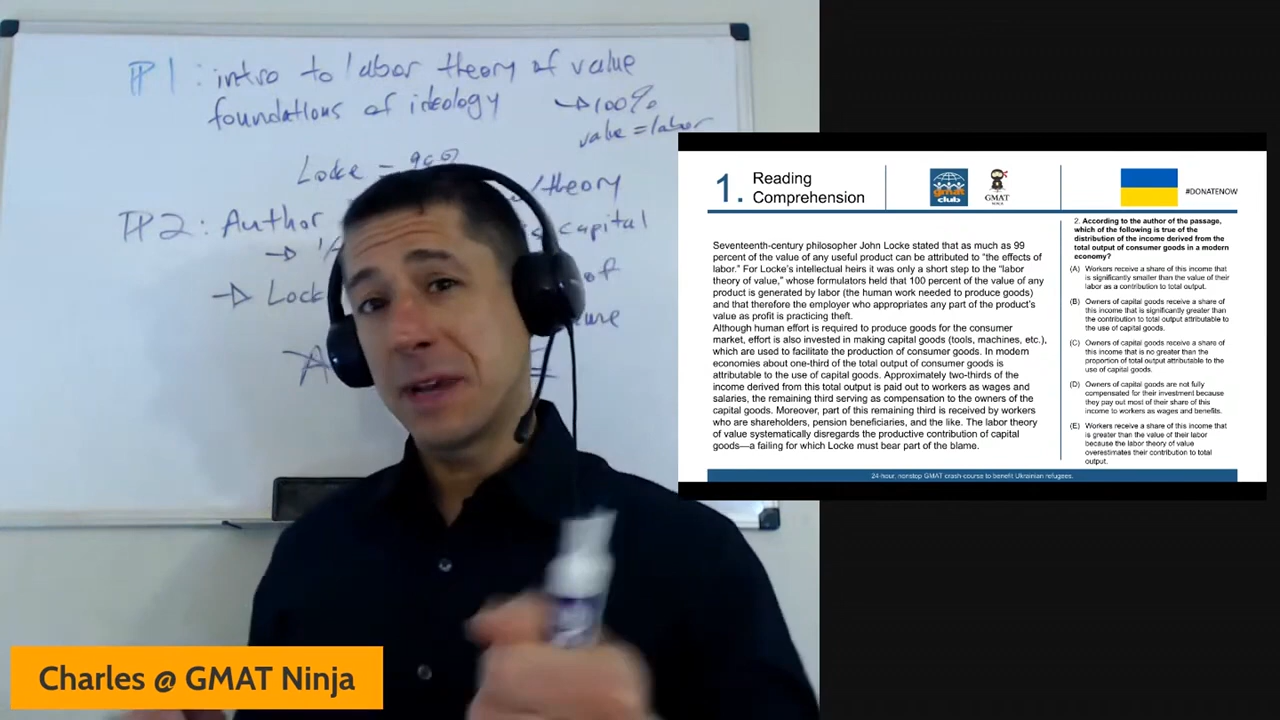 ¶1: intro to labor theory of value
foundations of ideology
→ 100%
value = labor
Locke - 99%
/theory
¶2: Author
capital
→ 'A
→ Lock
of
1. Reading
Comprehension
gmat
club
GMAT
NINJA
#DONATENOW
Seventeenth-century philosopher John Locke stated that as much as 99
percent of the value of any useful product can be attributed to “the effects of
labor.” For Locke's intellectual heirs it was only a short step to the “labor
theory of value,” whose formulators held that 100 percent of the value of any
product is generated by labor (the human work needed to produce goods)
and that therefore the employer who appropriates any part of the product's
value as profit is practicing theft.
Although human effort is required to produce goods for the consumer
market, effort is also invested in making capital goods (tools, machines, etc.),
which are used to facilitate the production of consumer goods. In modern
economies about one-third of the total output of consumer goods is
attributable to the use of capital goods. Approximately two-thirds of the
income derived from this total output is paid out to workers as wages and
salaries, the remaining third serving as compensation to the owners of the
capital goods. Moreover, part of this remaining third is received by workers
who are shareholders, pension beneficiaries, and the like. The labor theory
of value systematically disregards the productive contribution of capital
goods—a failing for which Locke must bear part of the blame.
2. According to the author of the passage,
which of the following is true of the
distribution of the income derived from the
total output of consumer goods in a modern
economy?
(A) Workers receive a share of this income that
is significantly smaller than the value of their
labor as a contribution to total output.
(B) Owners of capital goods receive a share of
this income that is significantly greater than
the contribution to total output attributable to
the use of capital goods.
(C) Owners of capital goods receive a share of
this income that is no greater than the
proportion of total output attributable to the
use of capital goods.
(D) Owners of capital goods are not fully
compensated for their investment because
they pay out most of their share of this
income to workers as wages and benefits.
(E) Workers receive a share of this income that
is greater than the value of their labor
because the labor theory of value
overestimates their contribution to total
output.
24-hour, nonstop GMAT crash-course to benefit Ukrainian refugees.
Charles @ GMAT Ninja